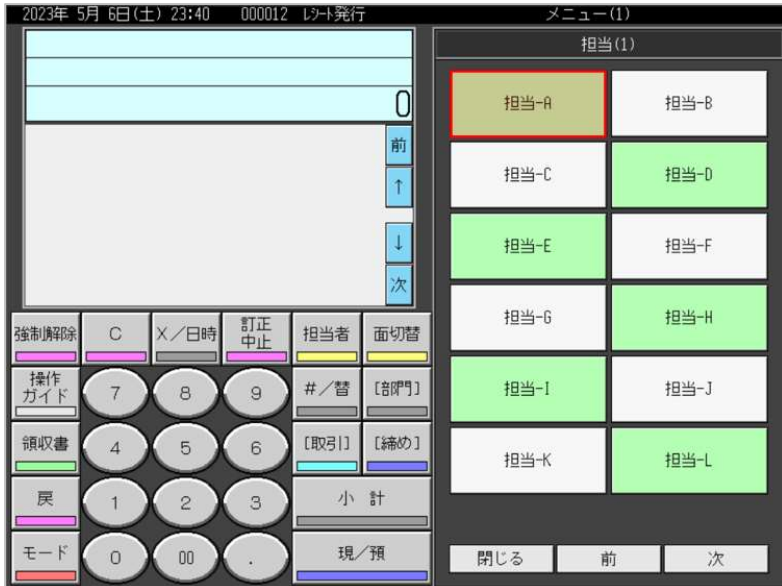 2023年 5月 6日(土) 23:40 000012 レシート発行 メニュー(1)
担当(1)
0
前
↑
↓
次
担当-A 担当-B
担当-C 担当-D
担当-E 担当-F
担当-G 担当-H
担当-I 担当-J
担当-K 担当-L
閉じる 前 次
強制解除 C X/日時 訂正 担当者 面切替
中止
操作 7 8 9 #/替 [部門]
ガイド
領収書 4 5 6 [取引] [締め]
戻 1 2 3 小 計
モード 0 00 . 現/預